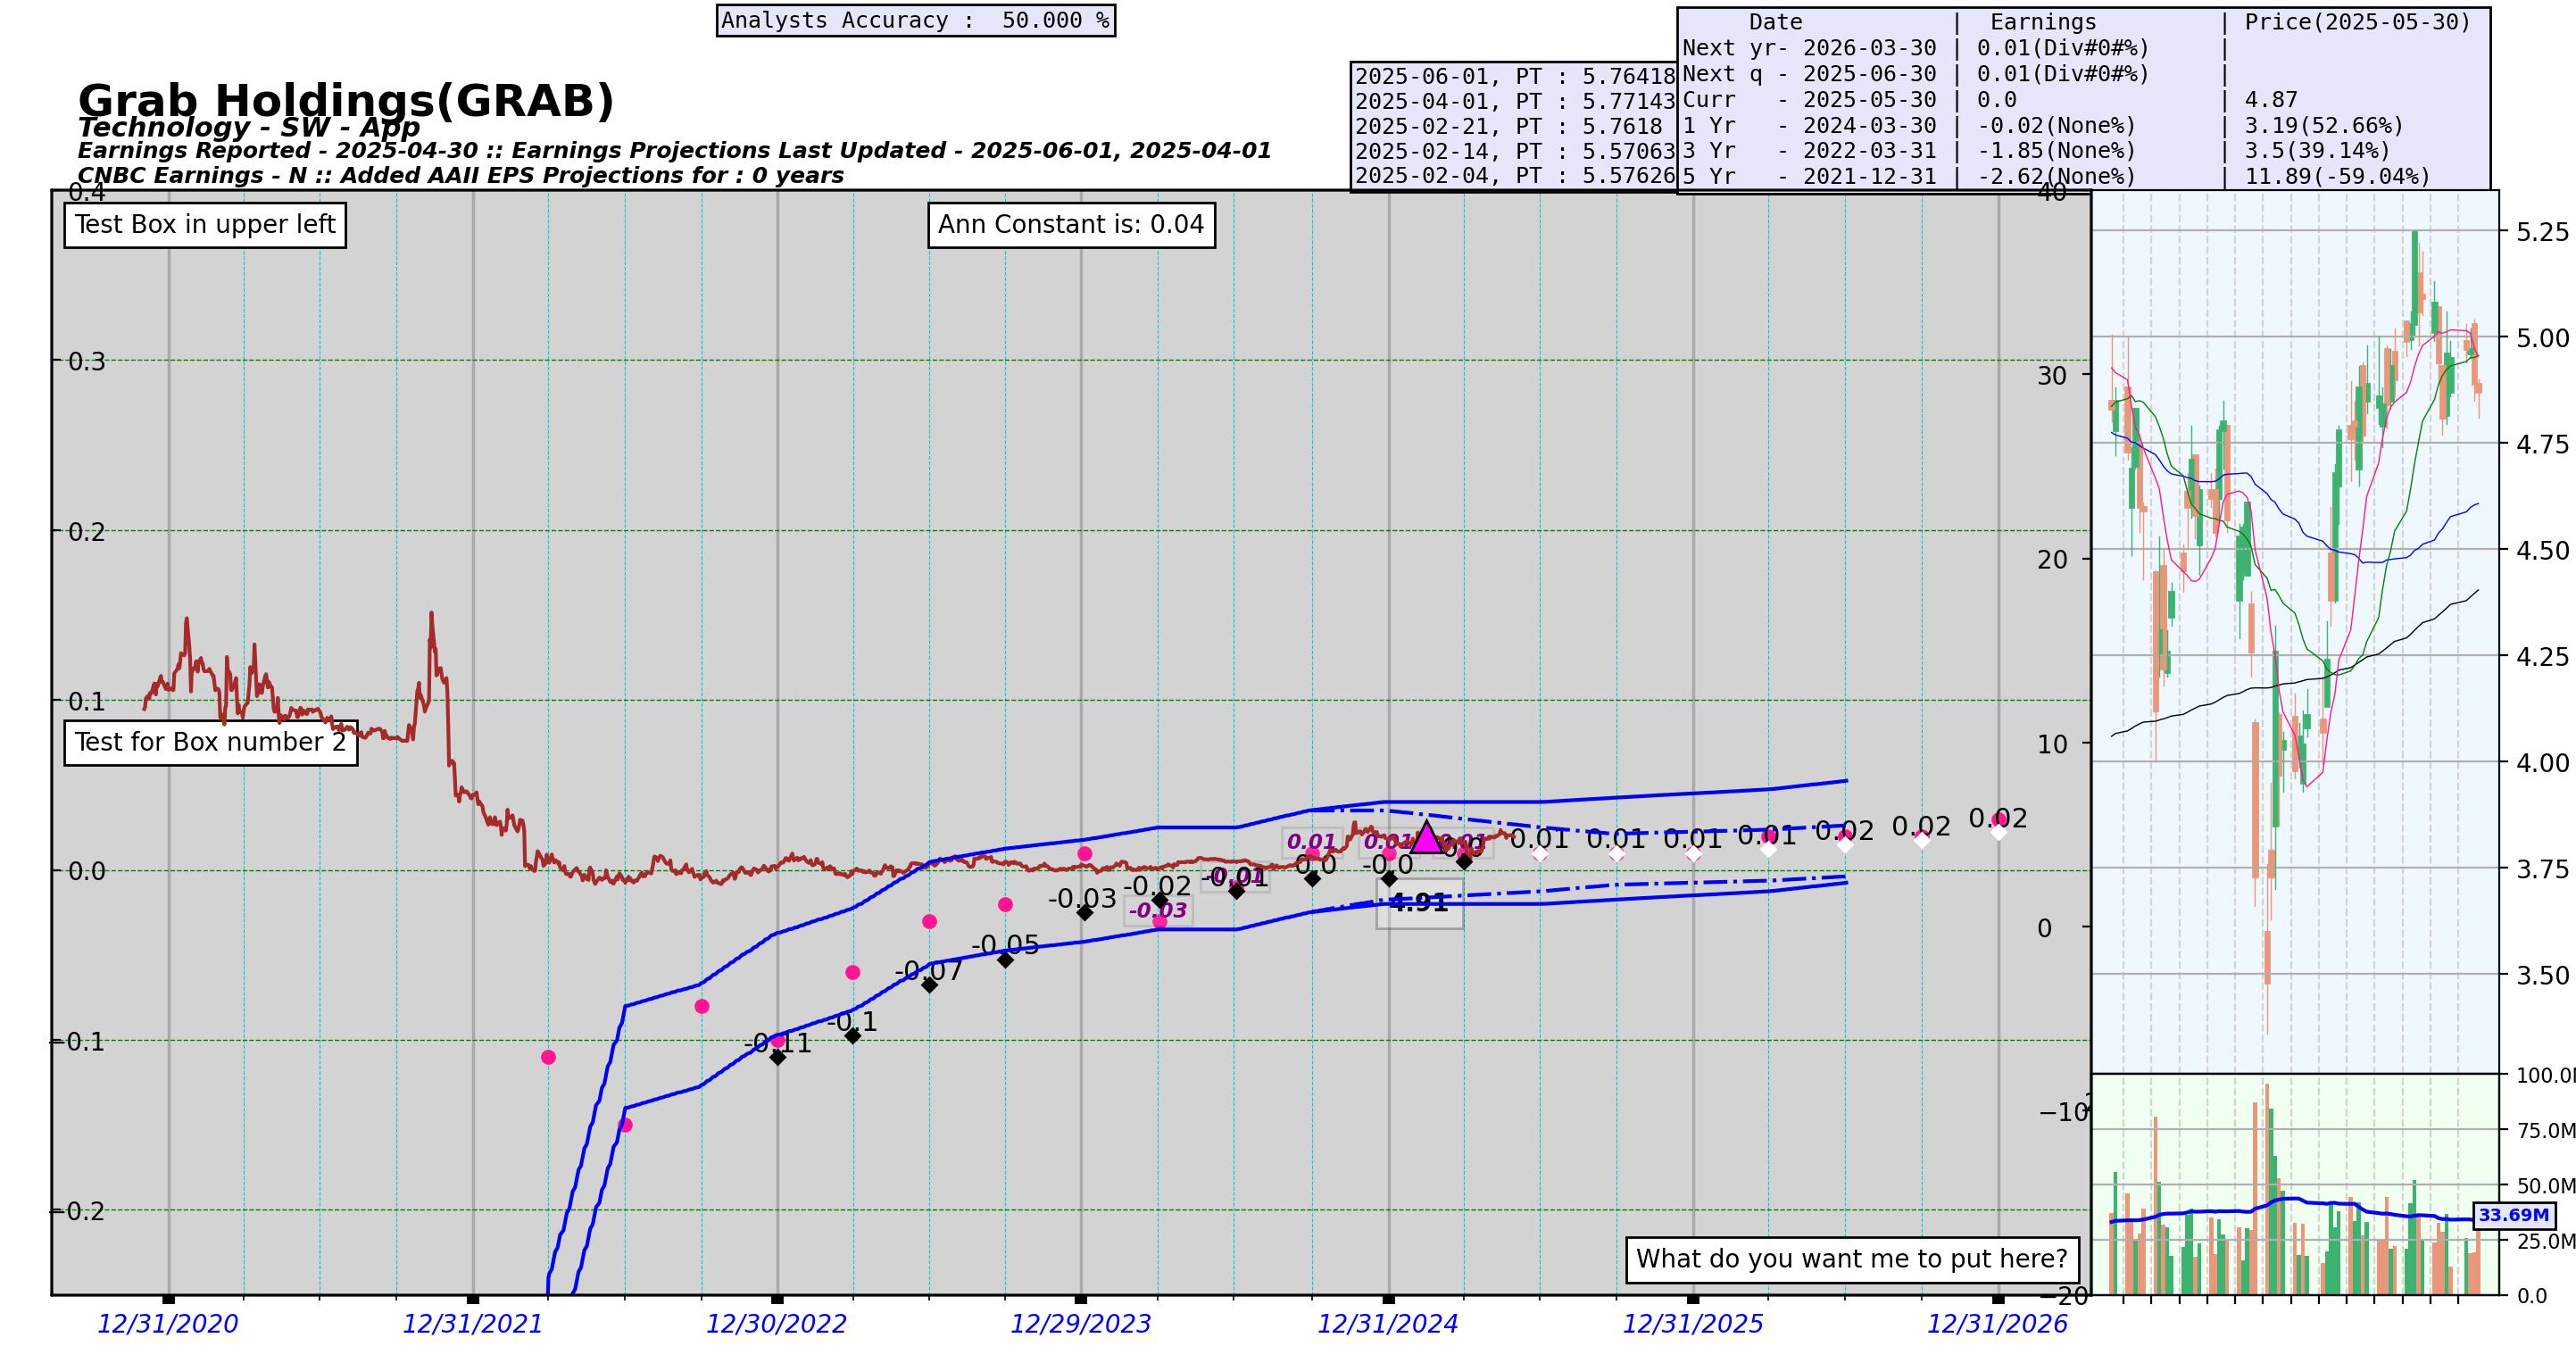 Analysts Accuracy :  50.000 %
Date | Earnings | Price(2025-05-30)
Next yr- 2026-03-30 | 0.01(Div#0#%) |
Next q - 2025-06-30 | 0.01(Div#0#%) |
Curr - 2025-05-30 | 0.0 | 4.87
1 Yr - 2024-03-30 | -0.02(None%) | 3.19(52.66%)
3 Yr - 2022-03-31 | -1.85(None%) | 3.5(39.14%)
5 Yr - 2021-12-31 | -2.62(None%) | 11.89(-59.04%)
2025-06-01, PT : 5.76418
2025-04-01, PT : 5.77143
2025-02-21, PT : 5.7618
2025-02-14, PT : 5.57063
2025-02-04, PT : 5.57626
Grab Holdings(GRAB)
Technology - SW - App
Earnings Reported - 2025-04-30 :: Earnings Projections Last Updated - 2025-06-01, 2025-04-01
CNBC Earnings - N :: Added AAII EPS Projections for : 0 years
Test Box in upper left
Ann Constant is: 0.04
Test for Box number 2
What do you want me to put here?
0.4
0.3
0.2
0.1
0.0
−0.1
−0.2
40
30
20
10
0
−10
−20
-0.11
-0.1
-0.07
-0.05
-0.03
-0.02
-0.03
-0.01
-0.01
0.01
0.0
0.01
-0.0
0.01
0.0
4.91
0.01
0.01
0.01
0.01
0.02
0.02
0.02
5.25
5.00
4.75
4.50
4.25
4.00
3.75
3.50
100.0
75.0M
50.0M
33.69M
25.0M
0.0
12/31/2020
12/31/2021
12/30/2022
12/29/2023
12/31/2024
12/31/2025
12/31/2026